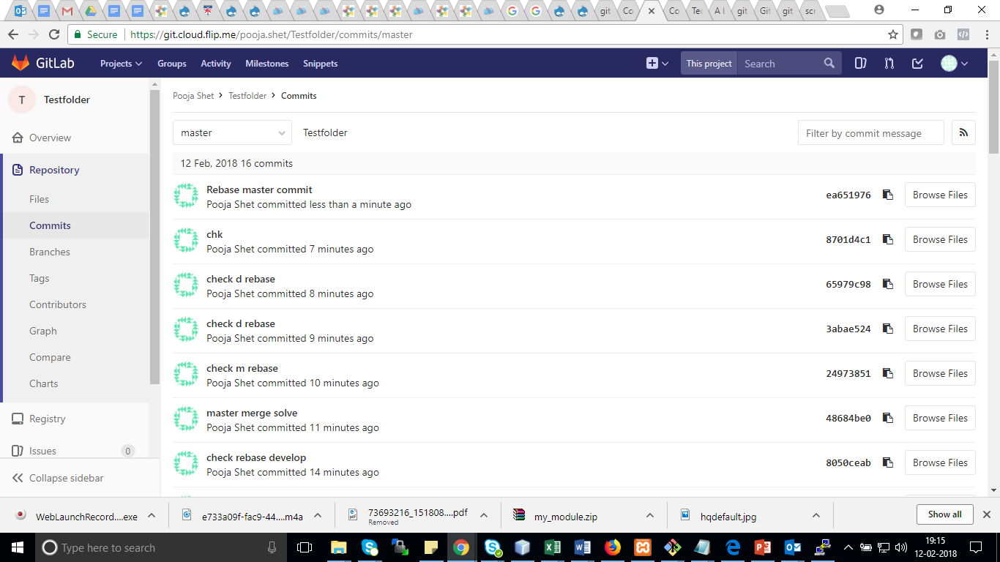 git
Co
Co
Tec
A b
git
Git
git
scr
Secure
https://git.cloud.flip.me/pooja.shet/Testfolder/commits/master
GitLab
Projects
Groups
Activity
Milestones
Snippets
This project
Search
T
Testfolder
Pooja Shet
Testfolder
Commits
Overview
Repository
Files
Commits
Branches
Tags
Contributors
Graph
Compare
Charts
Registry
Issues
0
Collapse sidebar
master
Testfolder
Filter by commit message
12 Feb, 2018 16 commits
Rebase master commit
Pooja Shet committed less than a minute ago
ea651976
Browse Files
chk
Pooja Shet committed 7 minutes ago
8701d4c1
Browse Files
check d rebase
Pooja Shet committed 8 minutes ago
65979c98
Browse Files
check d rebase
Pooja Shet committed 9 minutes ago
3abae524
Browse Files
check m rebase
Pooja Shet committed 10 minutes ago
24973851
Browse Files
master merge solve
Pooja Shet committed 11 minutes ago
48684be0
Browse Files
check rebase develop
Pooja Shet committed 14 minutes ago
8050ceab
Browse Files
WebLaunchRecord....exe
e733a09f-fac9-44....m4a
73693216_151808....pdf
Removed
my_module.zip
hqdefault.jpg
Show all
Type here to search
19:15
12-02-2018